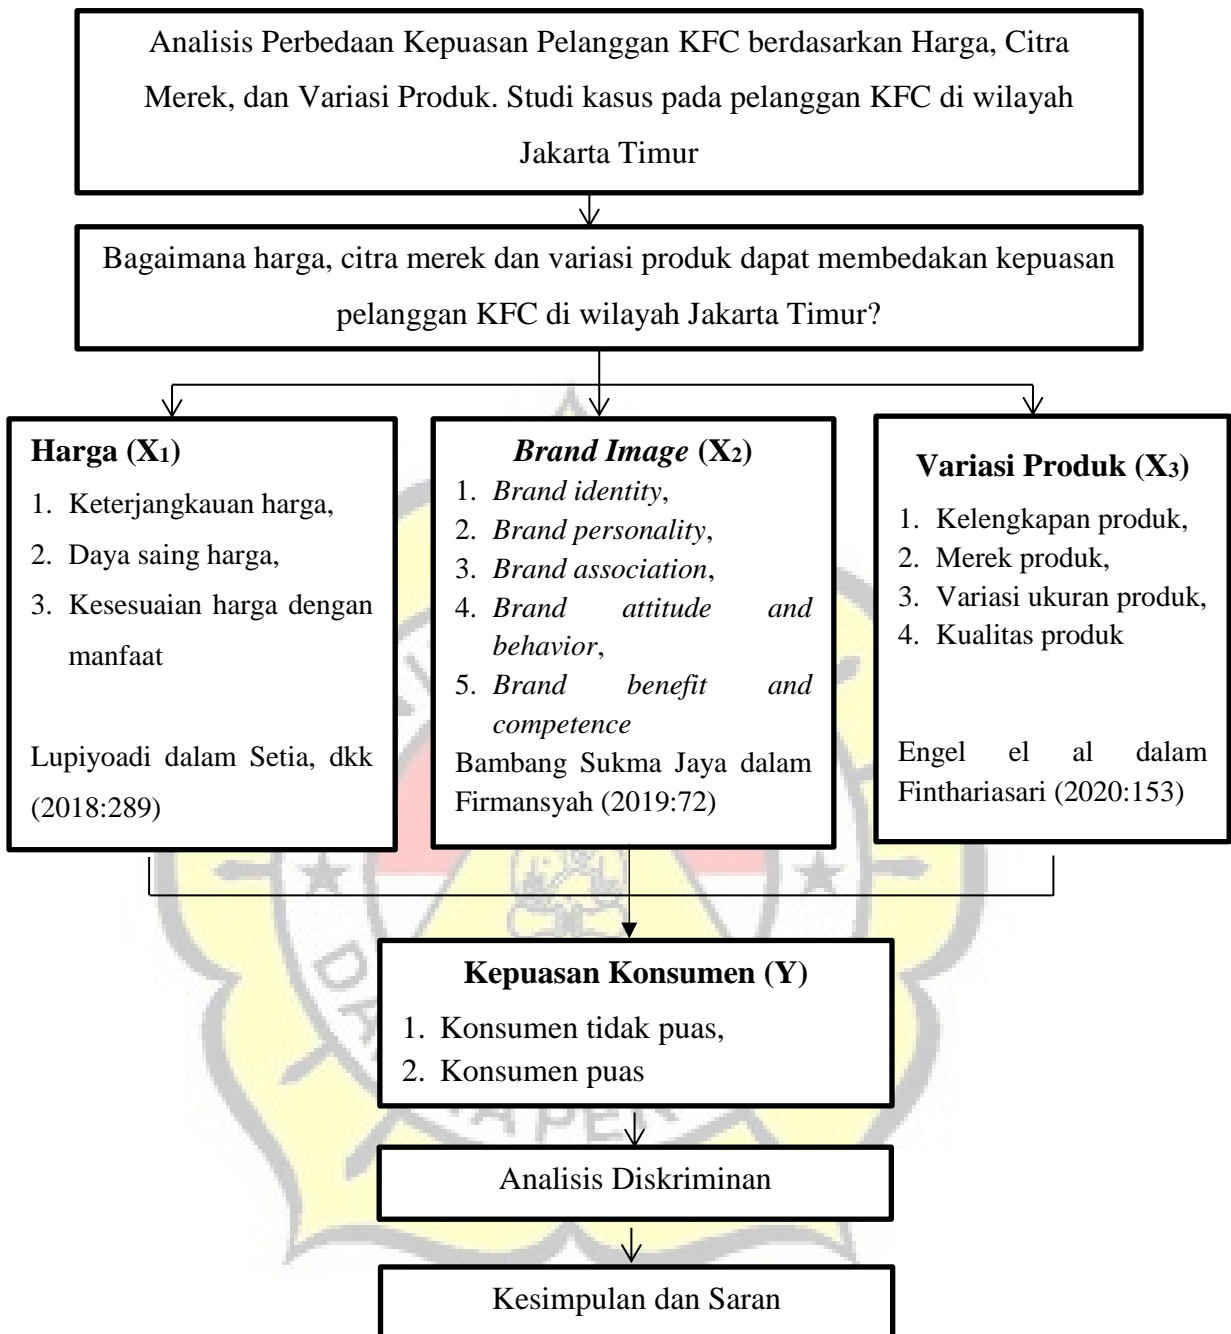 Analisis Perbedaan Kepuasan Pelanggan KFC berdasarkan Harga, Citra
Merek, dan Variasi Produk. Studi kasus pada pelanggan KFC di wilayah
Jakarta Timur
Bagaimana harga, citra merek dan variasi produk dapat membedakan kepuasan
pelanggan KFC di wilayah Jakarta Timur?
Harga (X1)
1. Keterjangkauan harga,
2. Daya saing harga,
3. Kesesuaian harga dengan
manfaat
Lupiyoadi dalam Setia, dkk
(2018:289)
Brand Image (X2)
1. Brand identity,
2. Brand personality,
3. Brand association,
4. Brand attitude and
behavior,
5. Brand benefit and
competence
Bambang Sukma Jaya dalam
Firmansyah (2019:72)
Variasi Produk (X3)
1. Kelengkapan produk,
2. Merek produk,
3. Variasi ukuran produk,
4. Kualitas produk
Engel el al dalam
Finthariasari (2020:153)
Kepuasan Konsumen (Y)
1. Konsumen tidak puas,
2. Konsumen puas
Analisis Diskriminan
Kesimpulan dan Saran